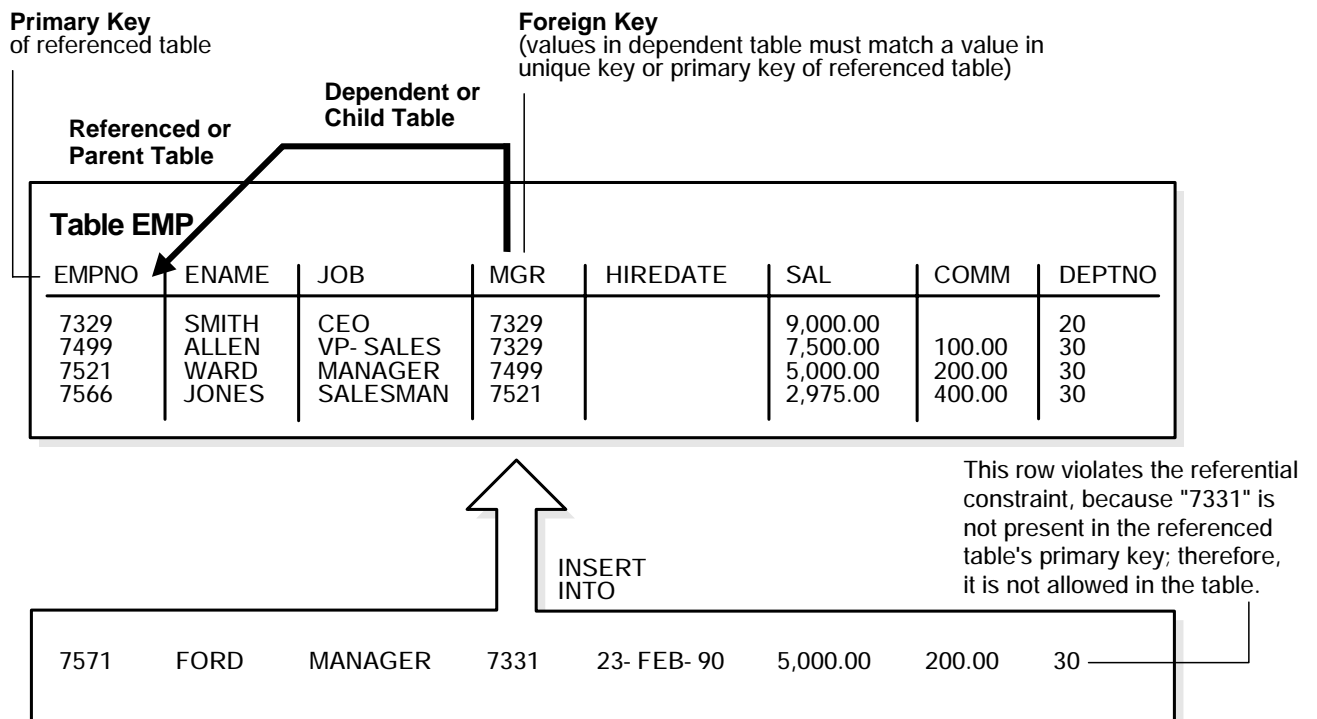 Primary Key
of referenced table
Foreign Key
(values in dependent table must match a value in
unique key or primary key of referenced table)
Dependent or
Child Table
Referenced or
Parent Table
Table EMP
EMPNO ENAME JOB MGR HIREDATE SAL COMM DEPTNO
7329 SMITH CEO 7329 9,000.00 20
7499 ALLEN VP- SALES 7329 7,500.00 100.00 30
7521 WARD MANAGER 7499 5,000.00 200.00 30
7566 JONES SALESMAN 7521 2,975.00 400.00 30
This row violates the referential
constraint, because "7331" is
not present in the referenced
table's primary key; therefore,
it is not allowed in the table.
INSERT
INTO
7571 FORD MANAGER 7331 23- FEB- 90 5,000.00 200.00 30